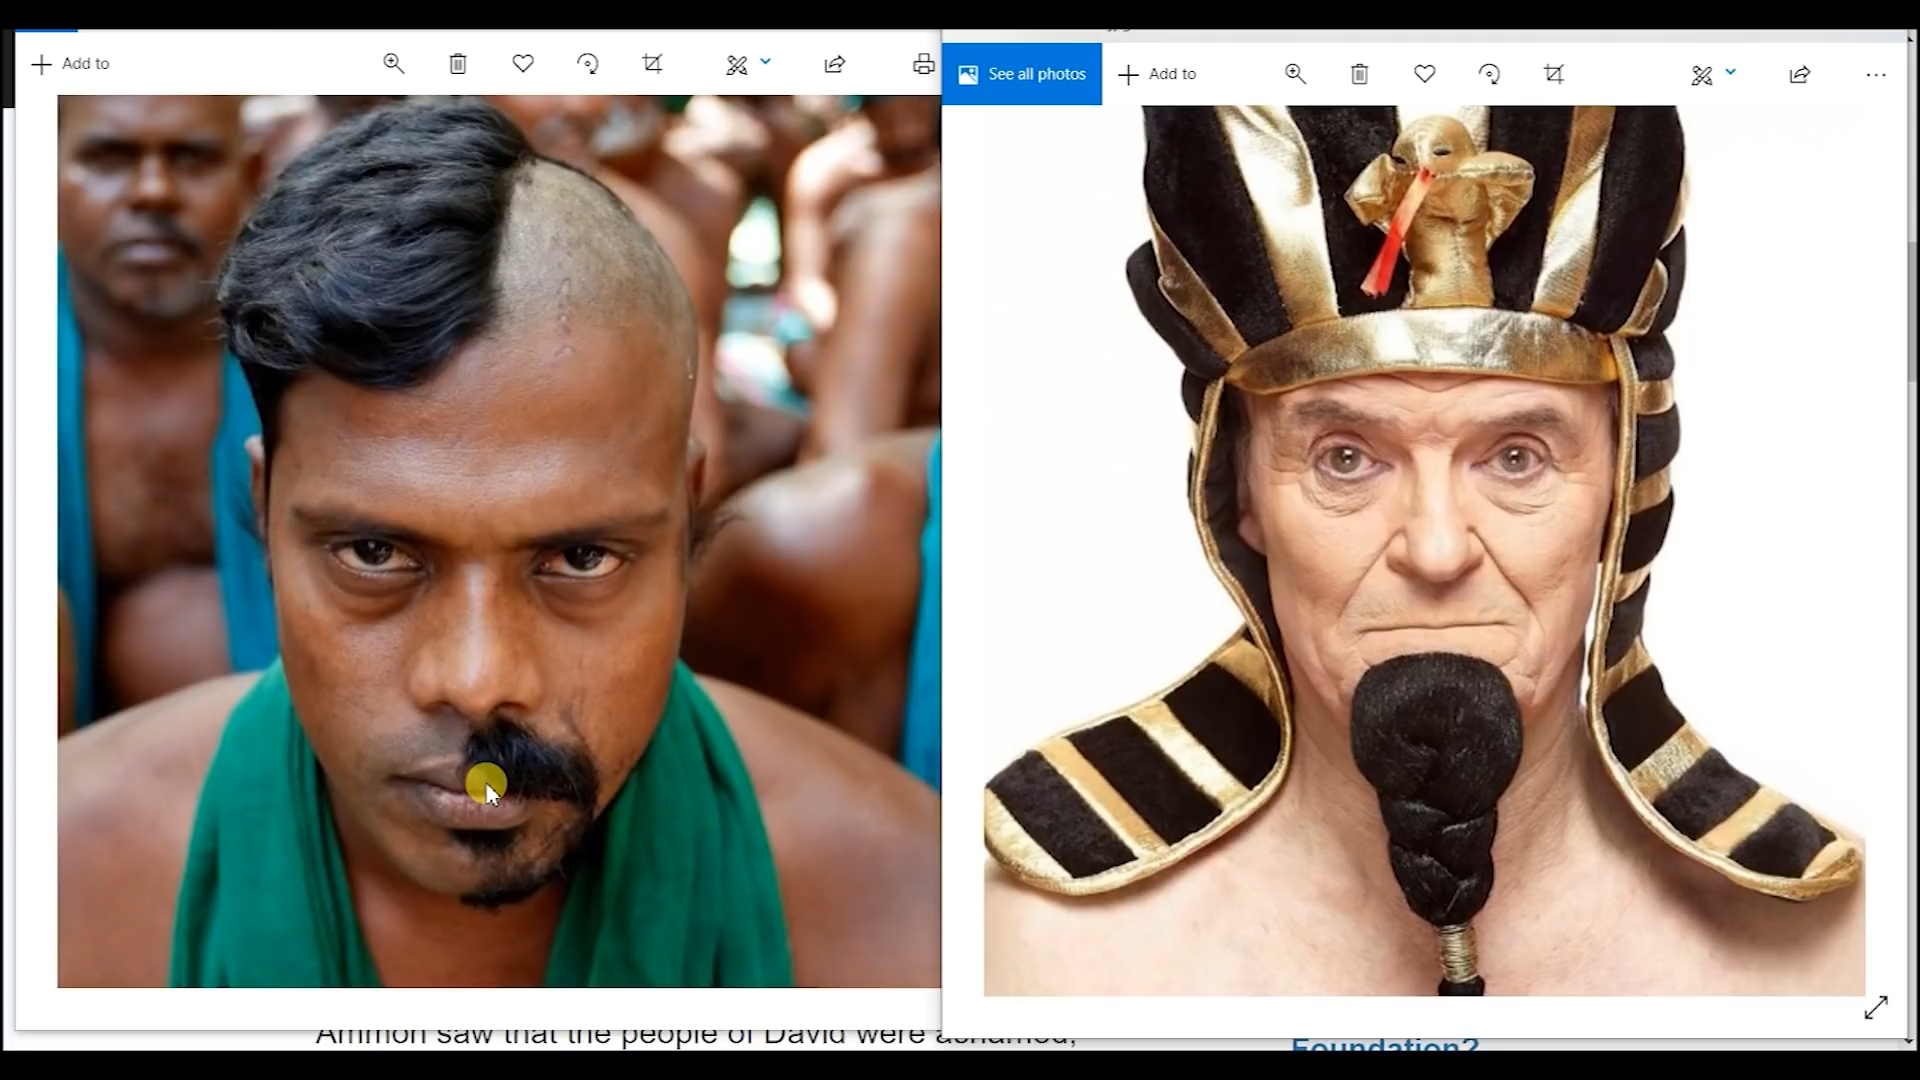 Add to
See all photos
Add to
Ammon saw that the people of David were ashamed,
Foundation?